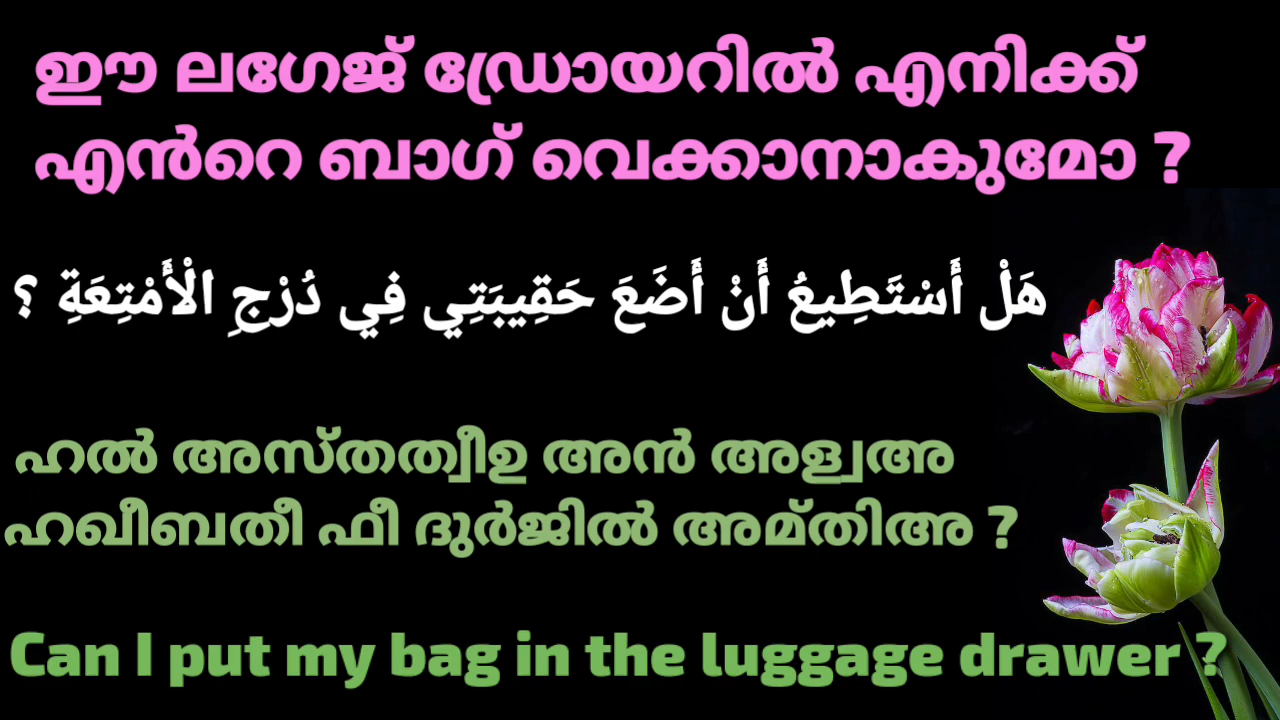 ഈ ലഗേജ് ഡ്രോയറിൽ എനിക്ക്
എൻറെ ബാഗ് വെക്കാനാകുമോ ?
هَلْ أَسْتَطِيعُ أَنْ أَضَعَ حَقِيبَتِي فِي دُرْجِ الْأَمْتِعَةِ ؟
ഹൽ അസ്തത്വീഉ അൻ അള്വഅ
ഹഖീബതീ ഫീ ദുർജിൽ അമ്തിഅ ?
Can I put my bag in the luggage drawer ?